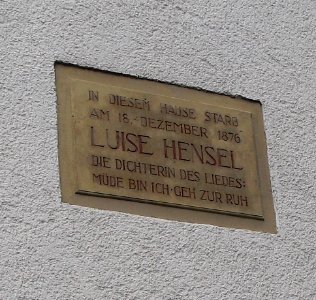 IN DIESEM HAUSE STARB
AM 18. DEZEMBER 1876
LUISE HENSEL
DIE DICHTERIN DES LIEDES:
MÜDE BIN ICH·GEH ZUR RUH